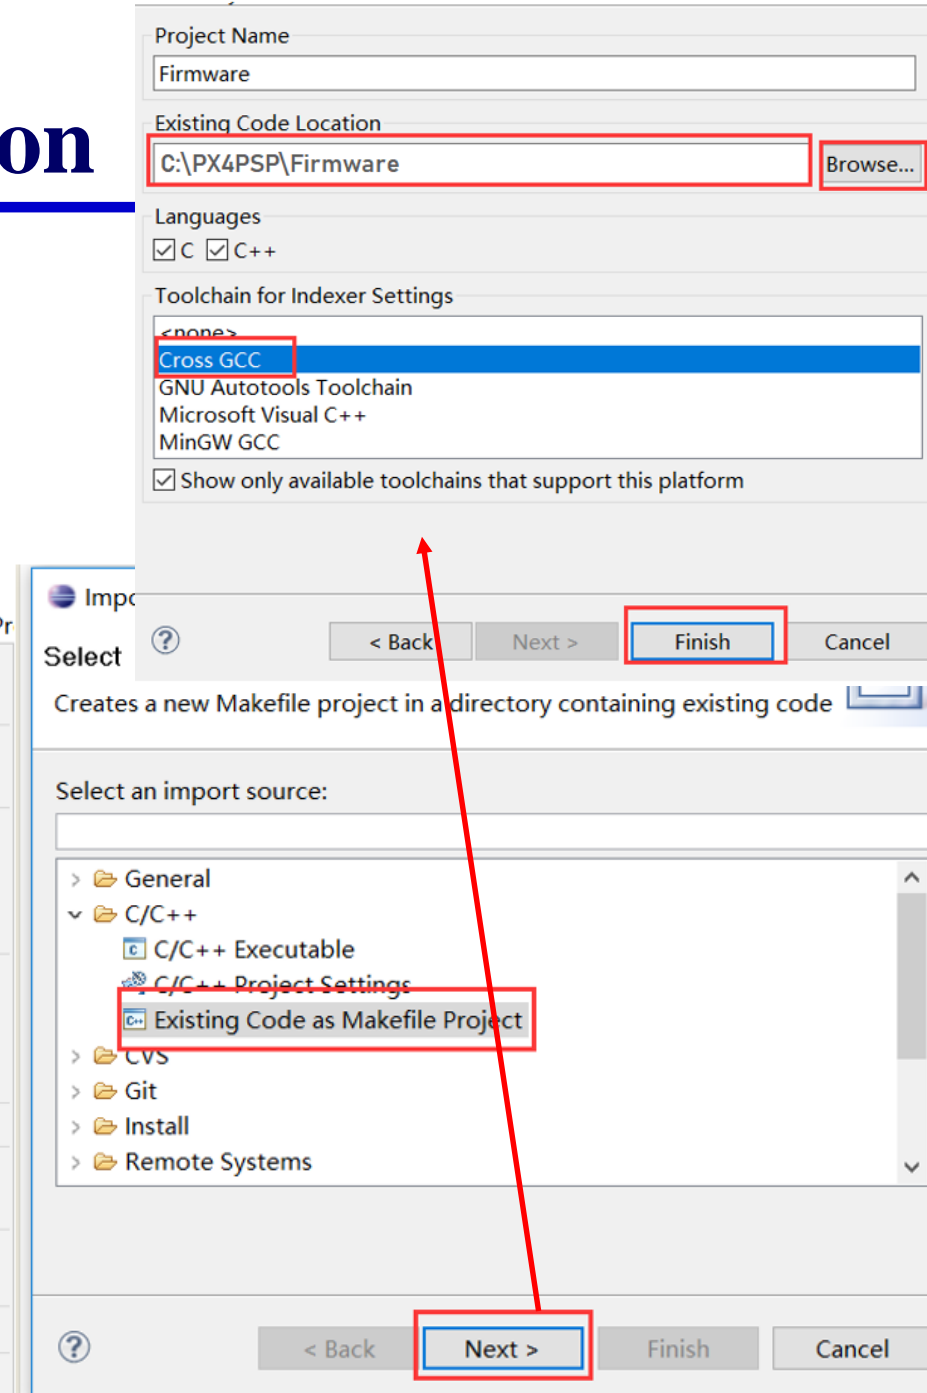 Project Name
Firmware
on
Existing Code Location
C:\PX4PSP\Firmware
Browse...
Languages
C C++
Toolchain for Indexer Settings
<none>
Cross GCC
GNU Autotools Toolchain
Microsoft Visual C++
MinGW GCC
Show only available toolchains that support this platform
< Back Next > Finish Cancel
Impo
Pr
Select
Creates a new Makefile project in a directory containing existing code
Select an import source:
General
C/C++
C/C++ Executable
C/C++ Project Settings
Existing Code as Makefile Project
CVS
Git
Install
Remote Systems
< Back Next > Finish Cancel